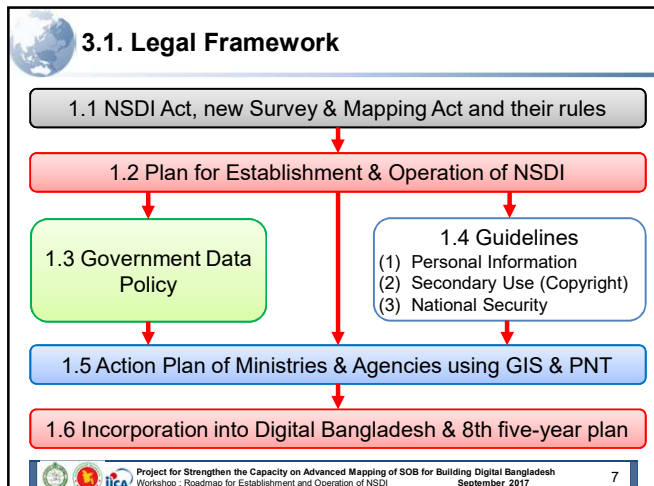 3.1. Legal Framework
1.1 NSDI Act, new Survey & Mapping Act and their rules
1.2 Plan for Establishment & Operation of NSDI
1.3 Government Data
Policy
1.4 Guidelines
(1) Personal Information
(2) Secondary Use (Copyright)
(3) National Security
1.5 Action Plan of Ministries & Agencies using GIS & PNT
1.6 Incorporation into Digital Bangladesh & 8th five-year plan
jICA
Project for Strengthen the Capacity on Advanced Mapping of SOB for Building Digital Bangladesh
Workshop : Roadmap for Establishment and Operation of NSDI September 2017
7